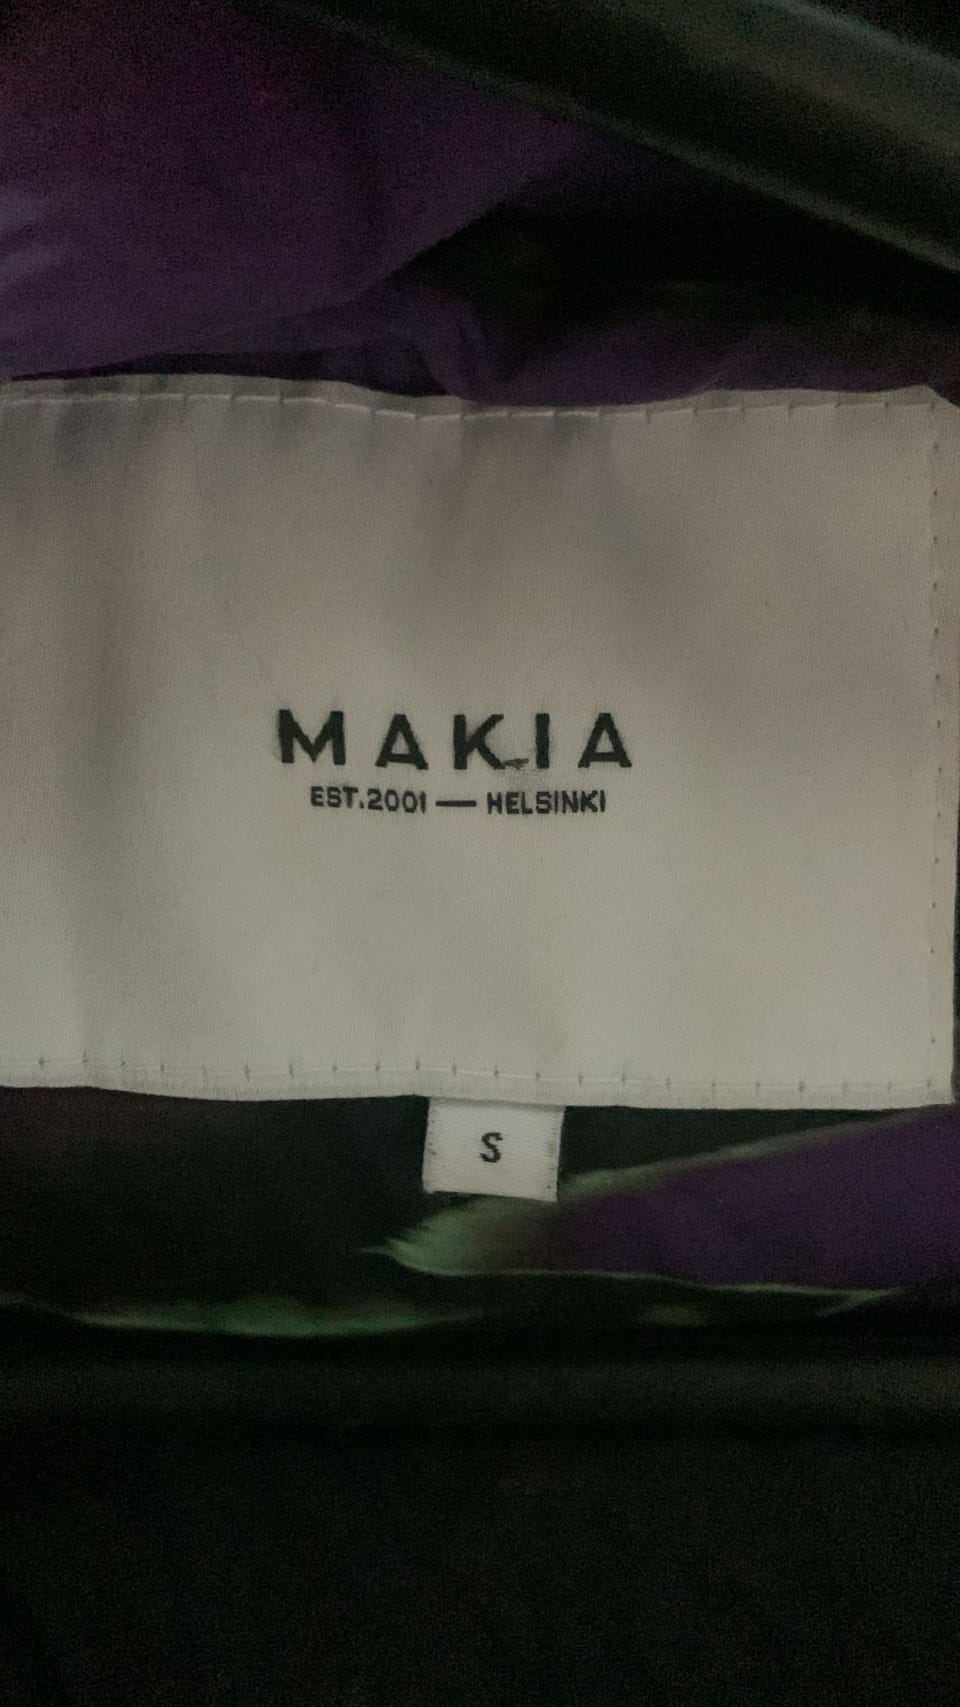 MAKIA
EST.2001 — HELSINKI
S